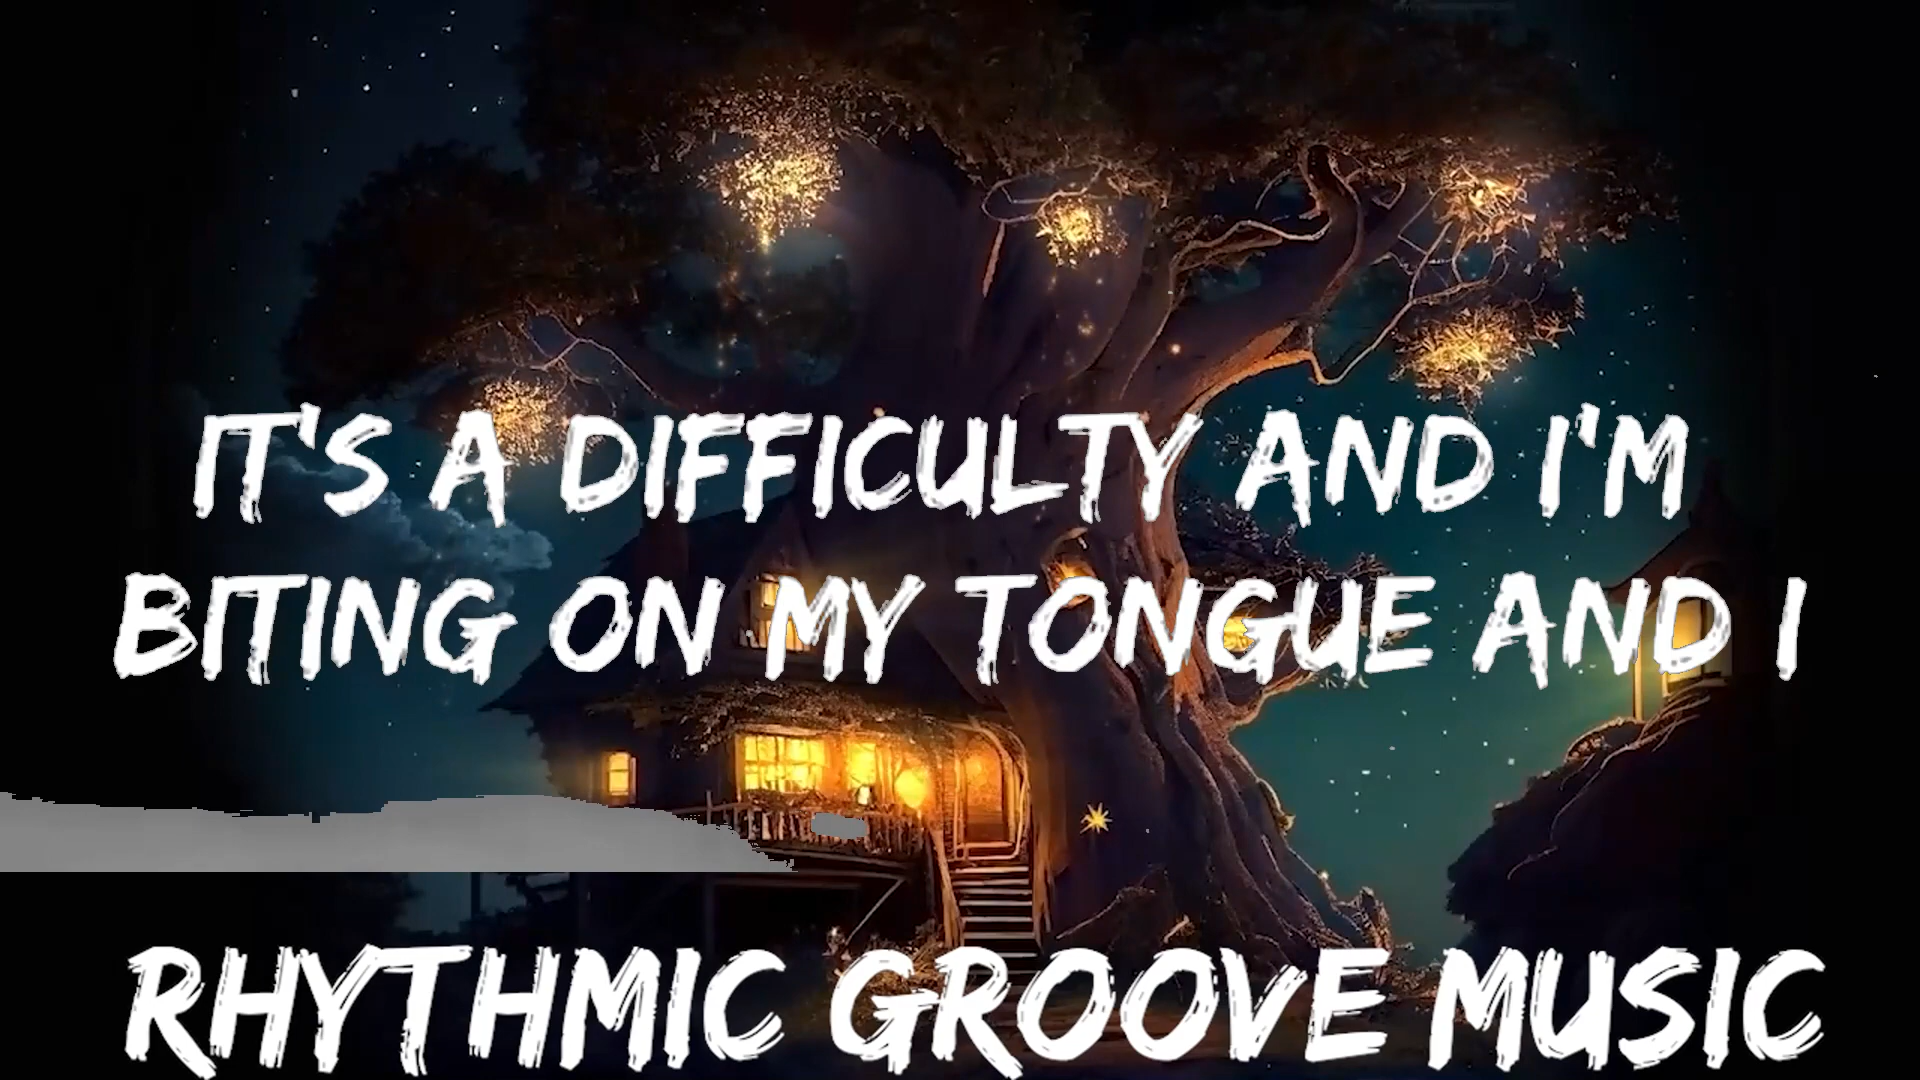 IT'S A DIFFICULTY AND I'M
BITING ON MY TONGUE AND I
RHYTHMIC GROOVE MUSIC